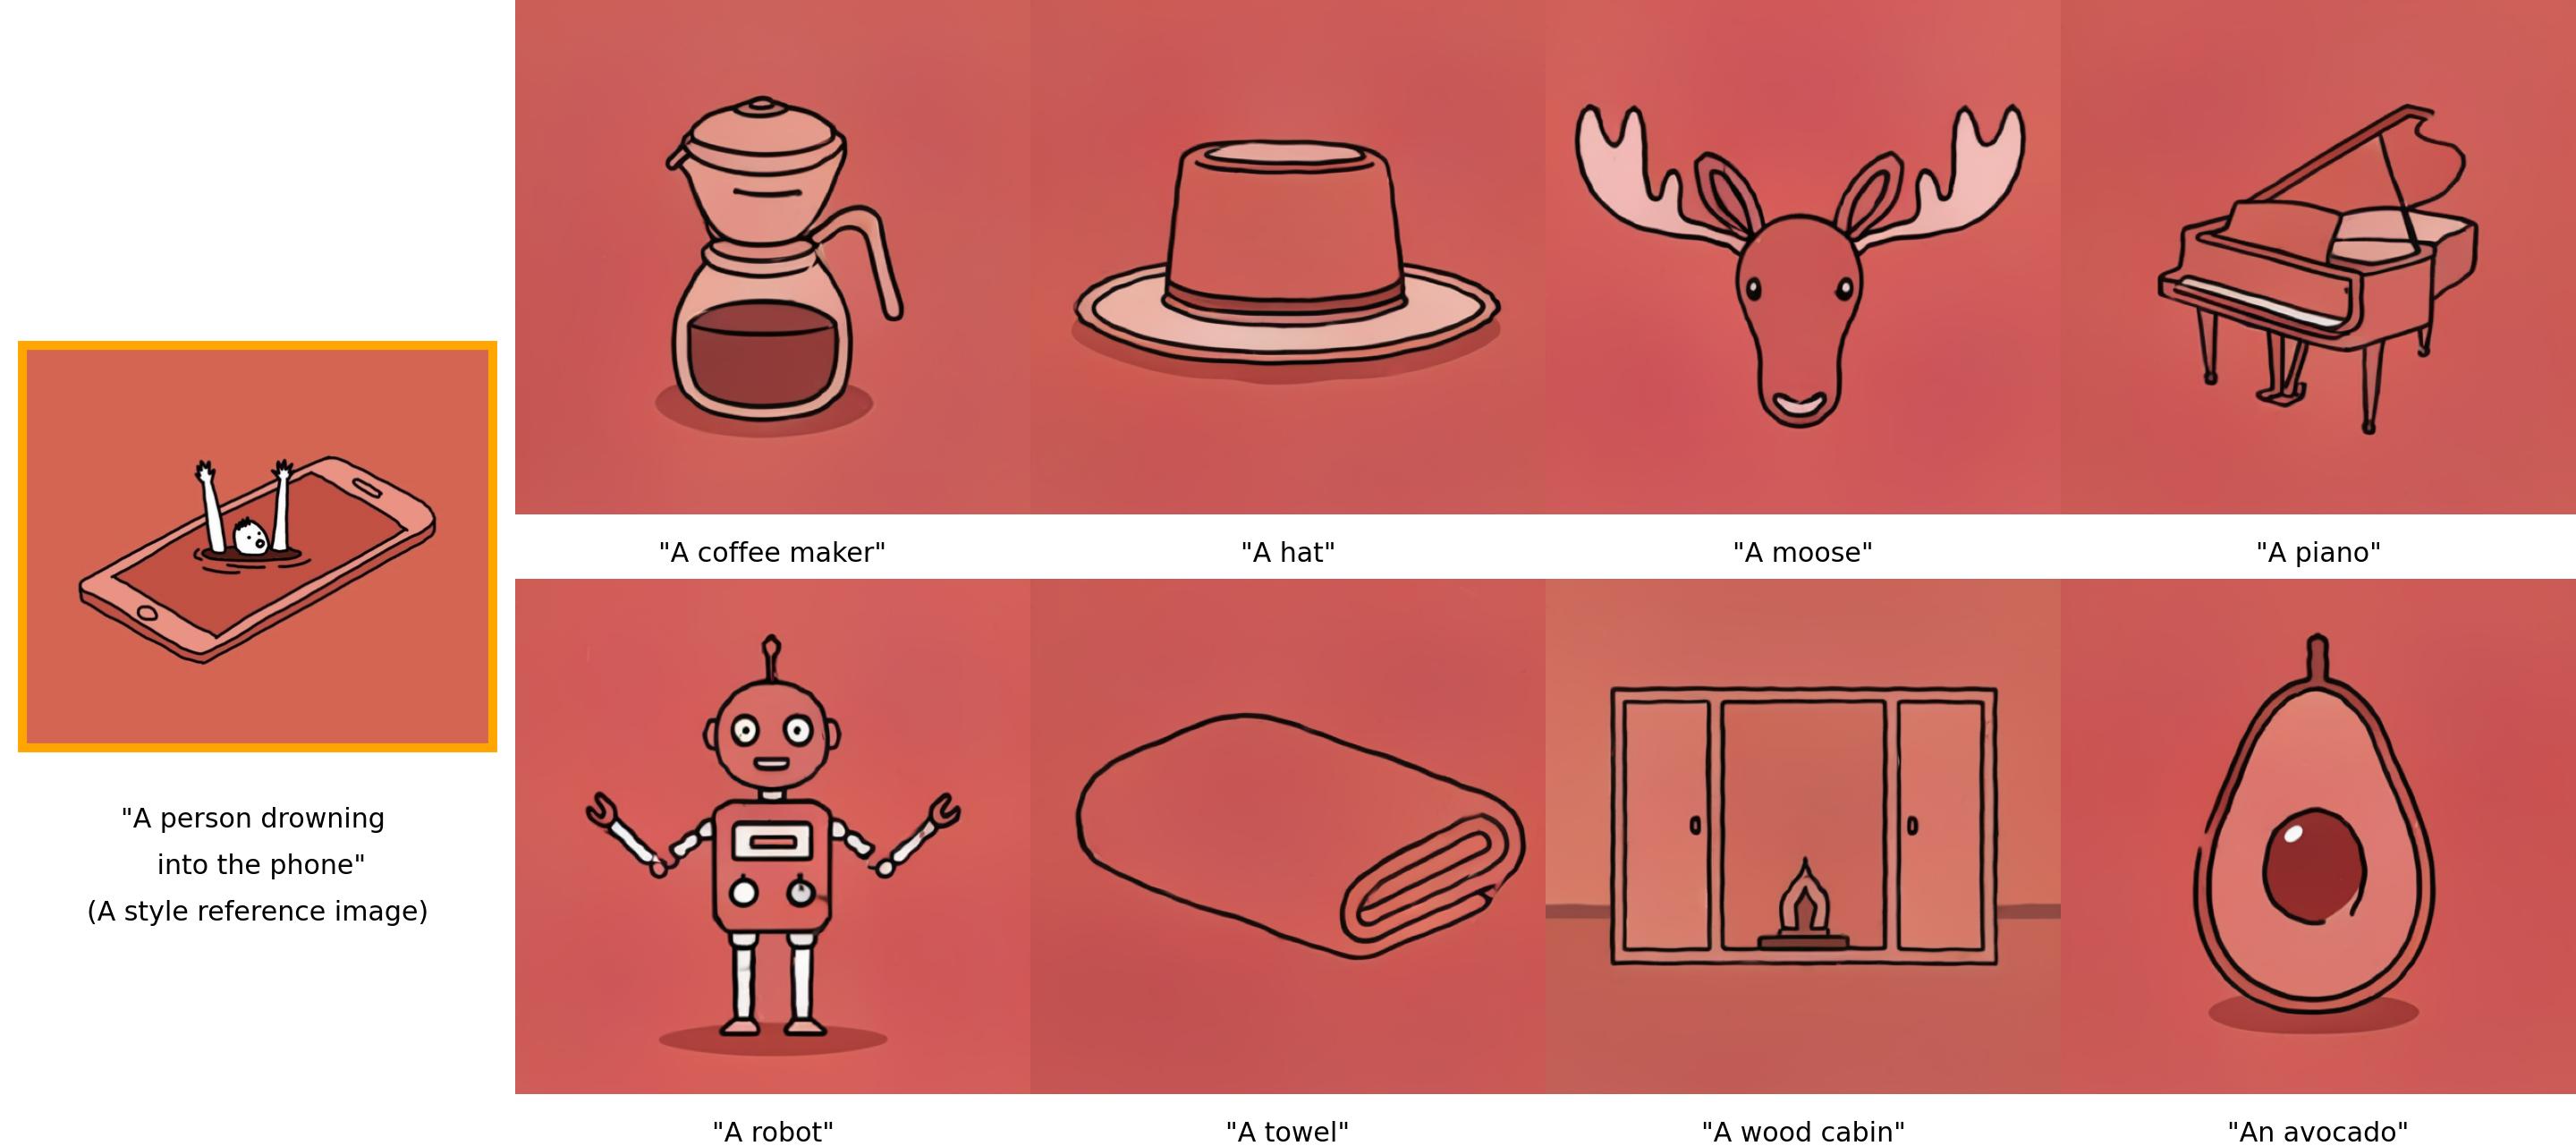 "A person drowning
into the phone"
(A style reference image)
"A coffee maker"
"A hat"
"A moose"
"A piano"
"A robot"
"A towel"
"A wood cabin"
"An avocado"